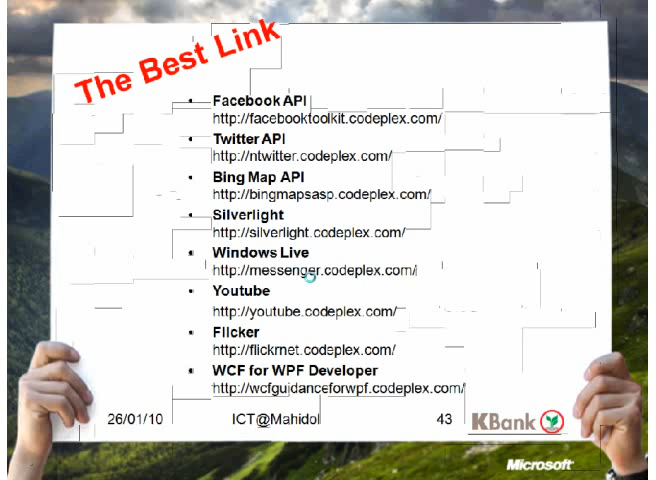 The Best Link
• Facebook API
http://facebooktoolkit.codeplex.com/
• Twitter API
http://ntwitter.codeplex.com/
• Bing Map API
http://bingmapsasp.codeplex.com/
• Silverlight
http://silverlight.codeplex.com/
• Windows Live
http://messenger.codeplex.com/
• Youtube
http://youtube.codeplex.com/
• Flicker
http://flickrnet.codeplex.com/
• WCF for WPF Developer
http://wcfguidanceforwpf.codeplex.com/
26/01/10 ICT@Mahidol 43 KBank
Microsoft